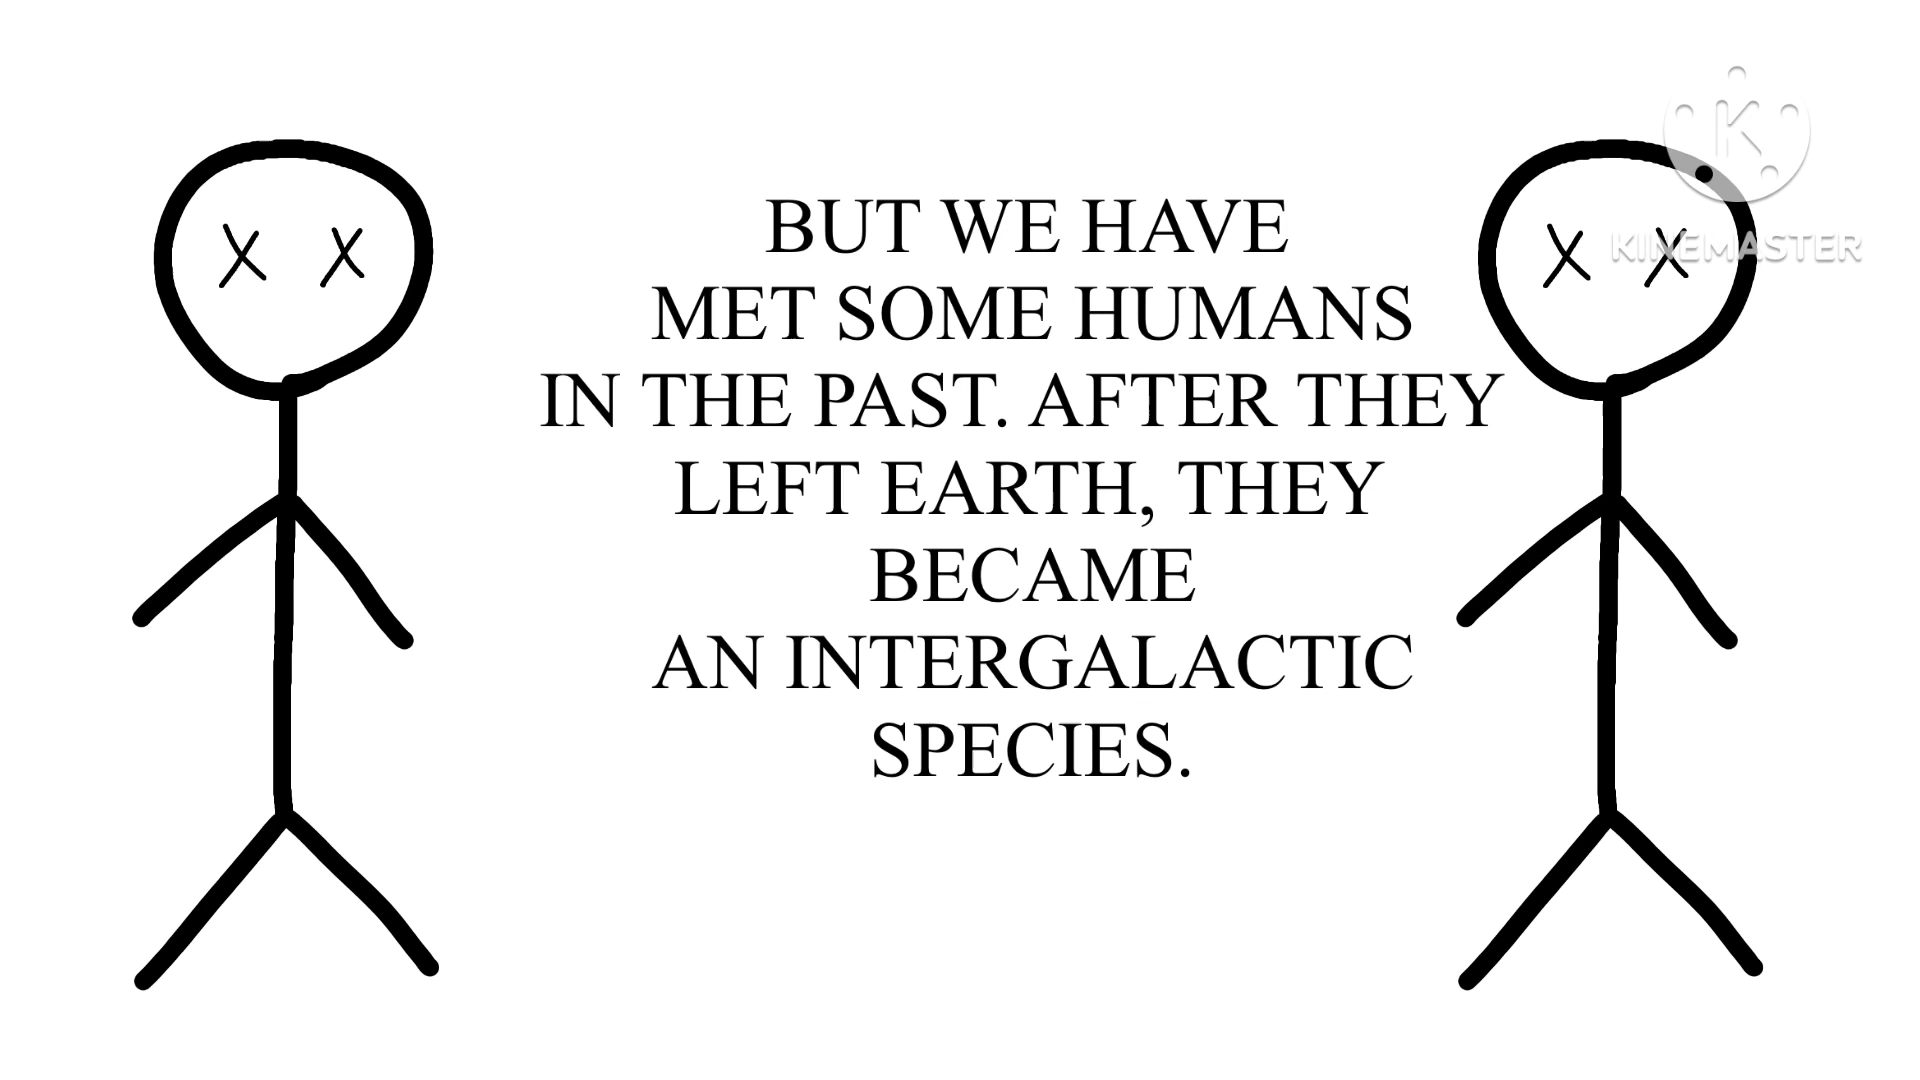 BUT WE HAVE
MET SOME HUMANS
IN THE PAST. AFTER THEY
LEFT EARTH, THEY
BECAME
AN INTERGALACTIC
SPECIES.
K
KINEMASTER